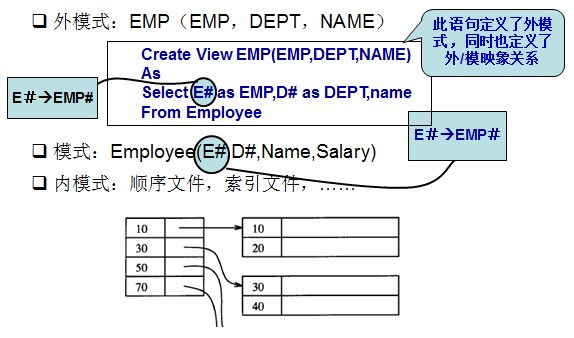 外模式：EMP（EMP，DEPT，NAME）
此语句定义了外模
式，同时也定义了
外/模映象关系
Create View EMP(EMP,DEPT,NAME)
As
Select E# as EMP,D# as DEPT,name
From Employee
E＃→EMP#
E＃→EMP＃
模式：Employee(E#,D#,Name,Salary)
内模式：顺序文件，索引文件，……
10
30
50
70
10
20
30
40